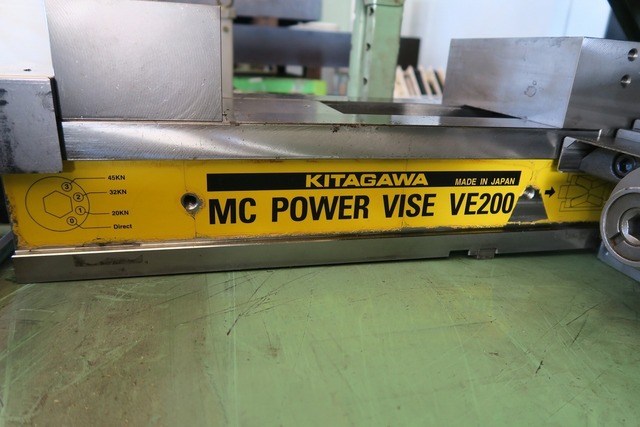 45KN
3
32KN
2
1
20KN
0
Direct
KITAGAWA MADE IN JAPAN
MC POWER VISE VE200